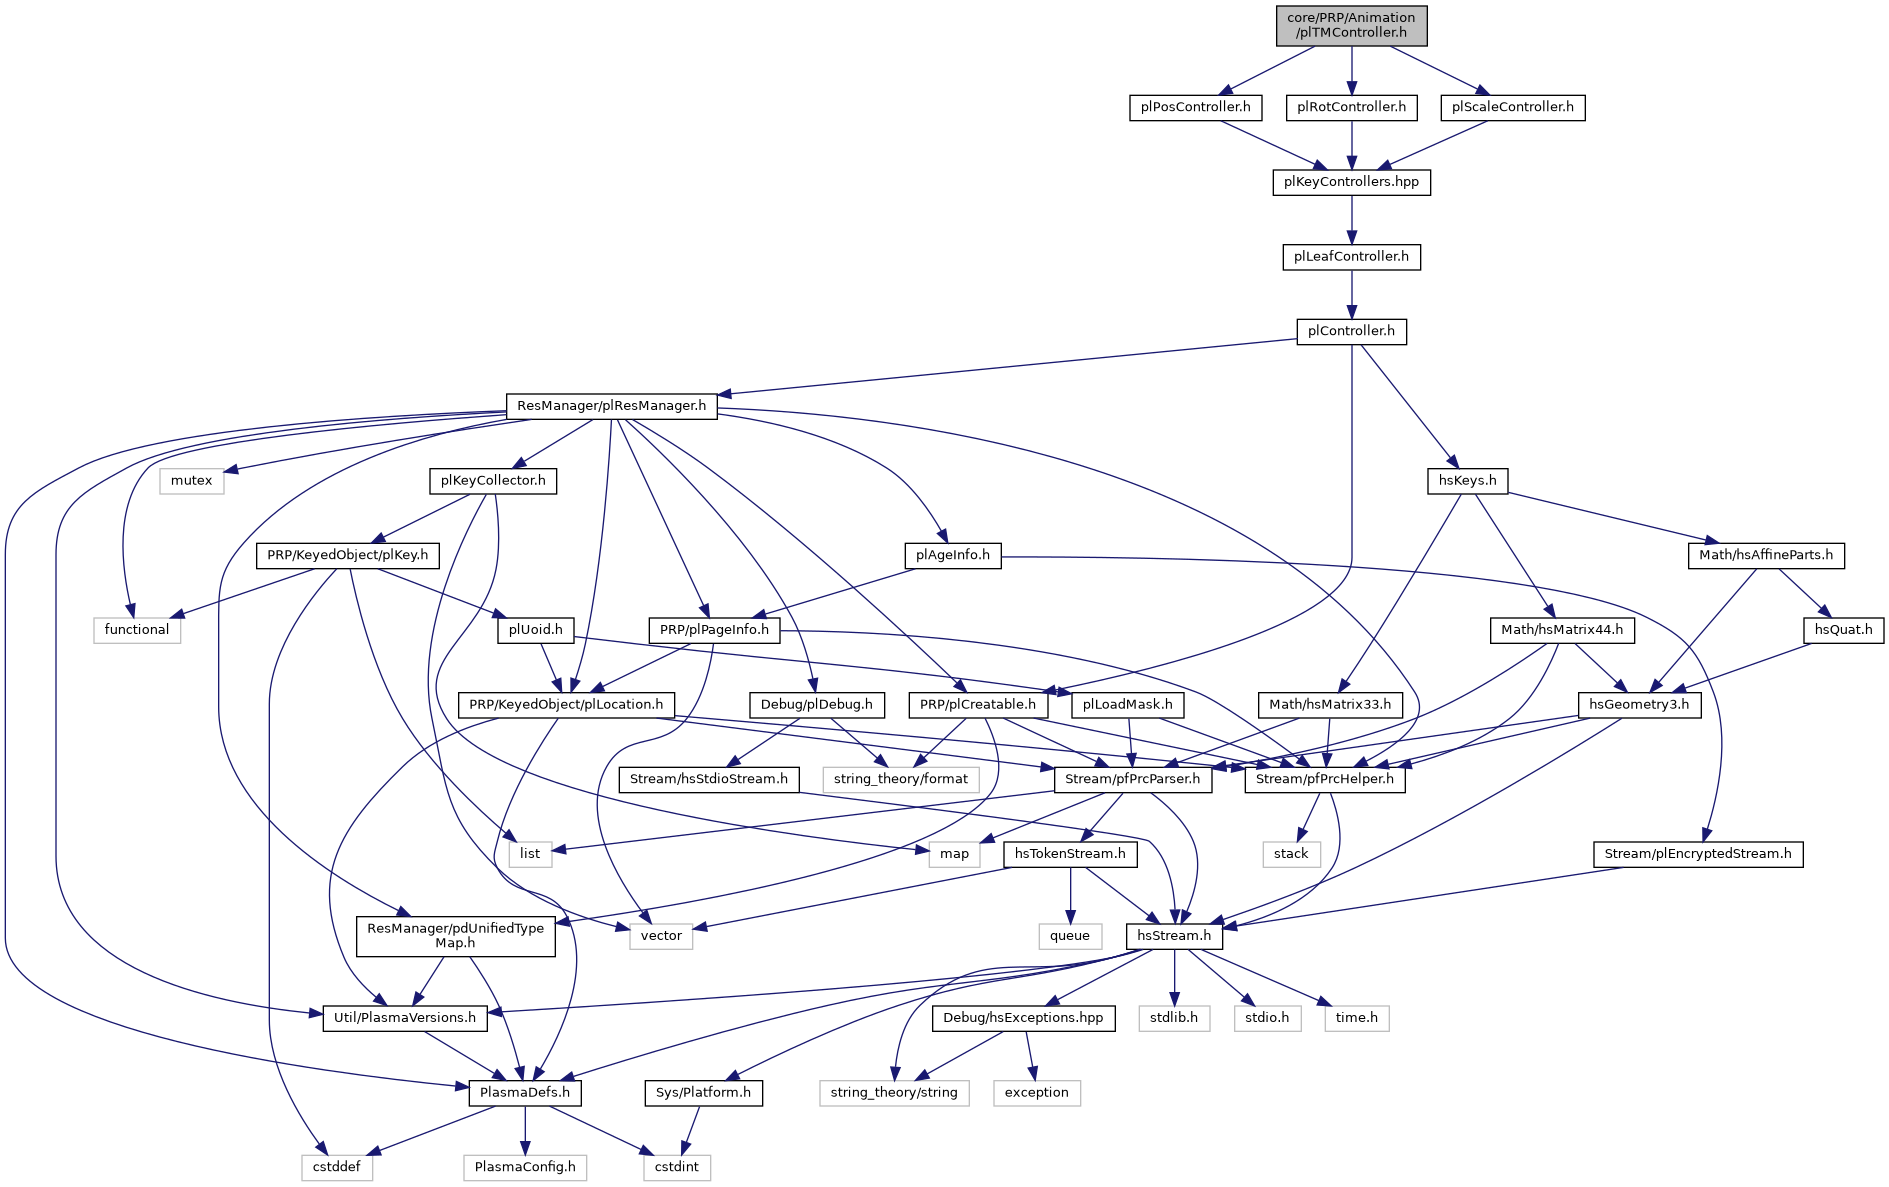 core/PRP/Animation
/plTMController.h
plPosController.h
plRotController.h
plScaleController.h
plKeyControllers.hpp
plLeafController.h
plController.h
ResManager/plResManager.h
mutex
plKeyCollector.h
hsKeys.h
PRP/KeyedObject/plKey.h
plAgeInfo.h
Math/hsAffineParts.h
functional
plUoid.h
PRP/plPageInfo.h
Math/hsMatrix44.h
hsQuat.h
PRP/KeyedObject/plLocation.h
Debug/plDebug.h
PRP/plCreatable.h
plLoadMask.h
Math/hsMatrix33.h
hsGeometry3.h
Stream/hsStdioStream.h
string_theory/format
Stream/pfPrcParser.h
Stream/pfPrcHelper.h
list
map
hsTokenStream.h
stack
Stream/plEncryptedStream.h
ResManager/pdUnifiedType
Map.h
vector
queue
hsStream.h
Util/PlasmaVersions.h
Debug/hsExceptions.hpp
stdlib.h
stdio.h
time.h
PlasmaDefs.h
Sys/Platform.h
string_theory/string
exception
cstddef
PlasmaConfig.h
cstdint